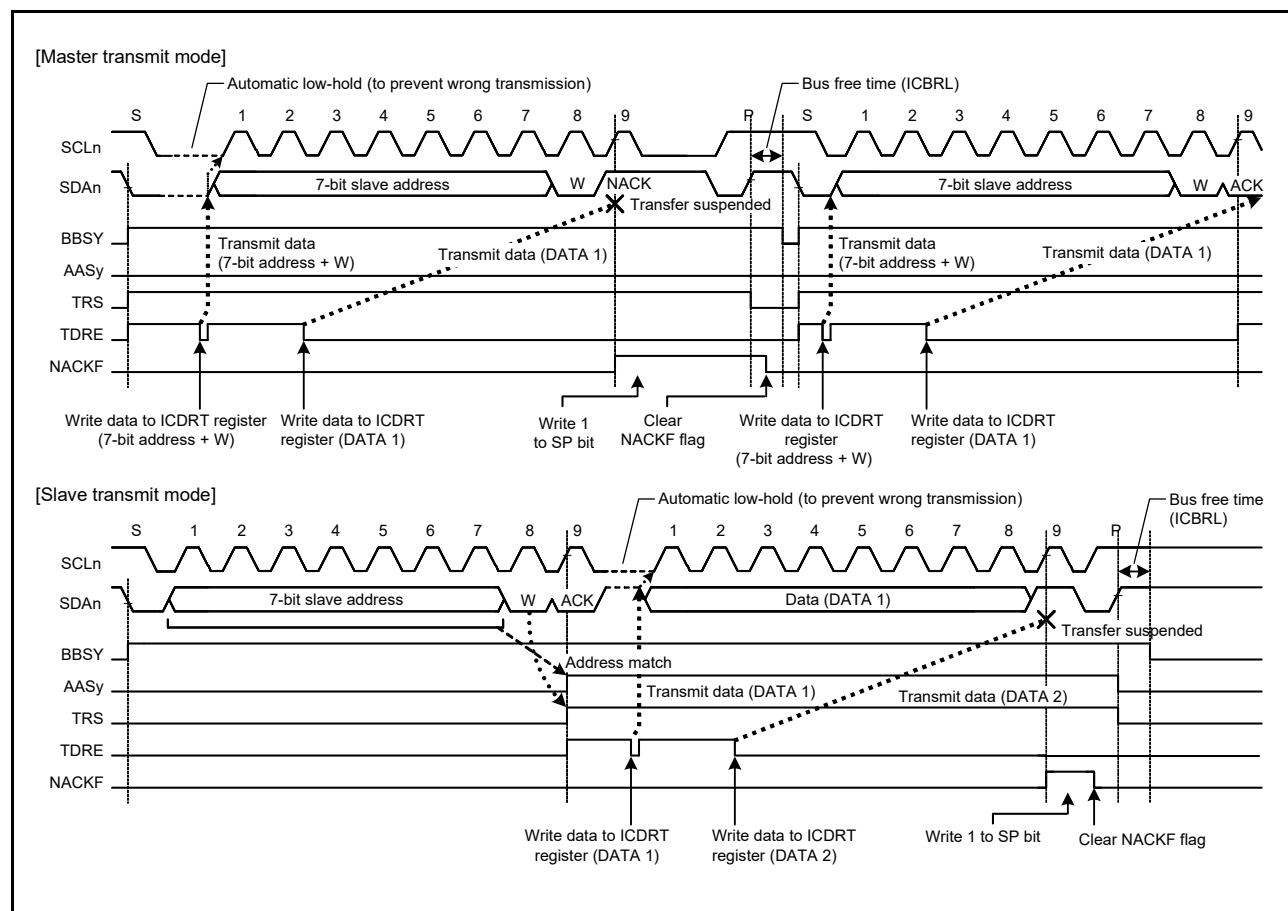 [Master transmit mode]
Automatic low-hold (to prevent wrong transmission)
Bus free time (ICBRL)
S 1 2 3 4 5 6 7 8 9 P S 1 2 3 4 5 6 7 8 9
SCLn
SDAn 7-bit slave address W NACK 7-bit slave address W ACK
Transfer suspended
BBSY
Transmit data
(7-bit address + W)
Transmit data (DATA 1)
Transmit data
(7-bit address + W)
Transmit data (DATA 1)
AASy
TRS
TDRE
NACKF
Write data to ICDRT register
(7-bit address + W)
Write data to ICDRT
register (DATA 1)
Write 1
to SP bit
Clear
NACKF flag
Write data to ICDRT
register
(7-bit address + W)
Write data to ICDRT
register (DATA 1)
[Slave transmit mode]
Automatic low-hold (to prevent wrong transmission)
Bus free time
(ICBRL)
S 1 2 3 4 5 6 7 8 9 1 2 3 4 5 6 7 8 9 P
SCLn
SDAn 7-bit slave address W ACK Data (DATA 1)
Transfer suspended
BBSY
Address match
AASy
Transmit data (DATA 1) Transmit data (DATA 2)
TRS
TDRE
NACKF
Write data to ICDRT
register (DATA 1)
Write data to ICDRT
register (DATA 2)
Write 1 to SP bit
Clear NACKF flag